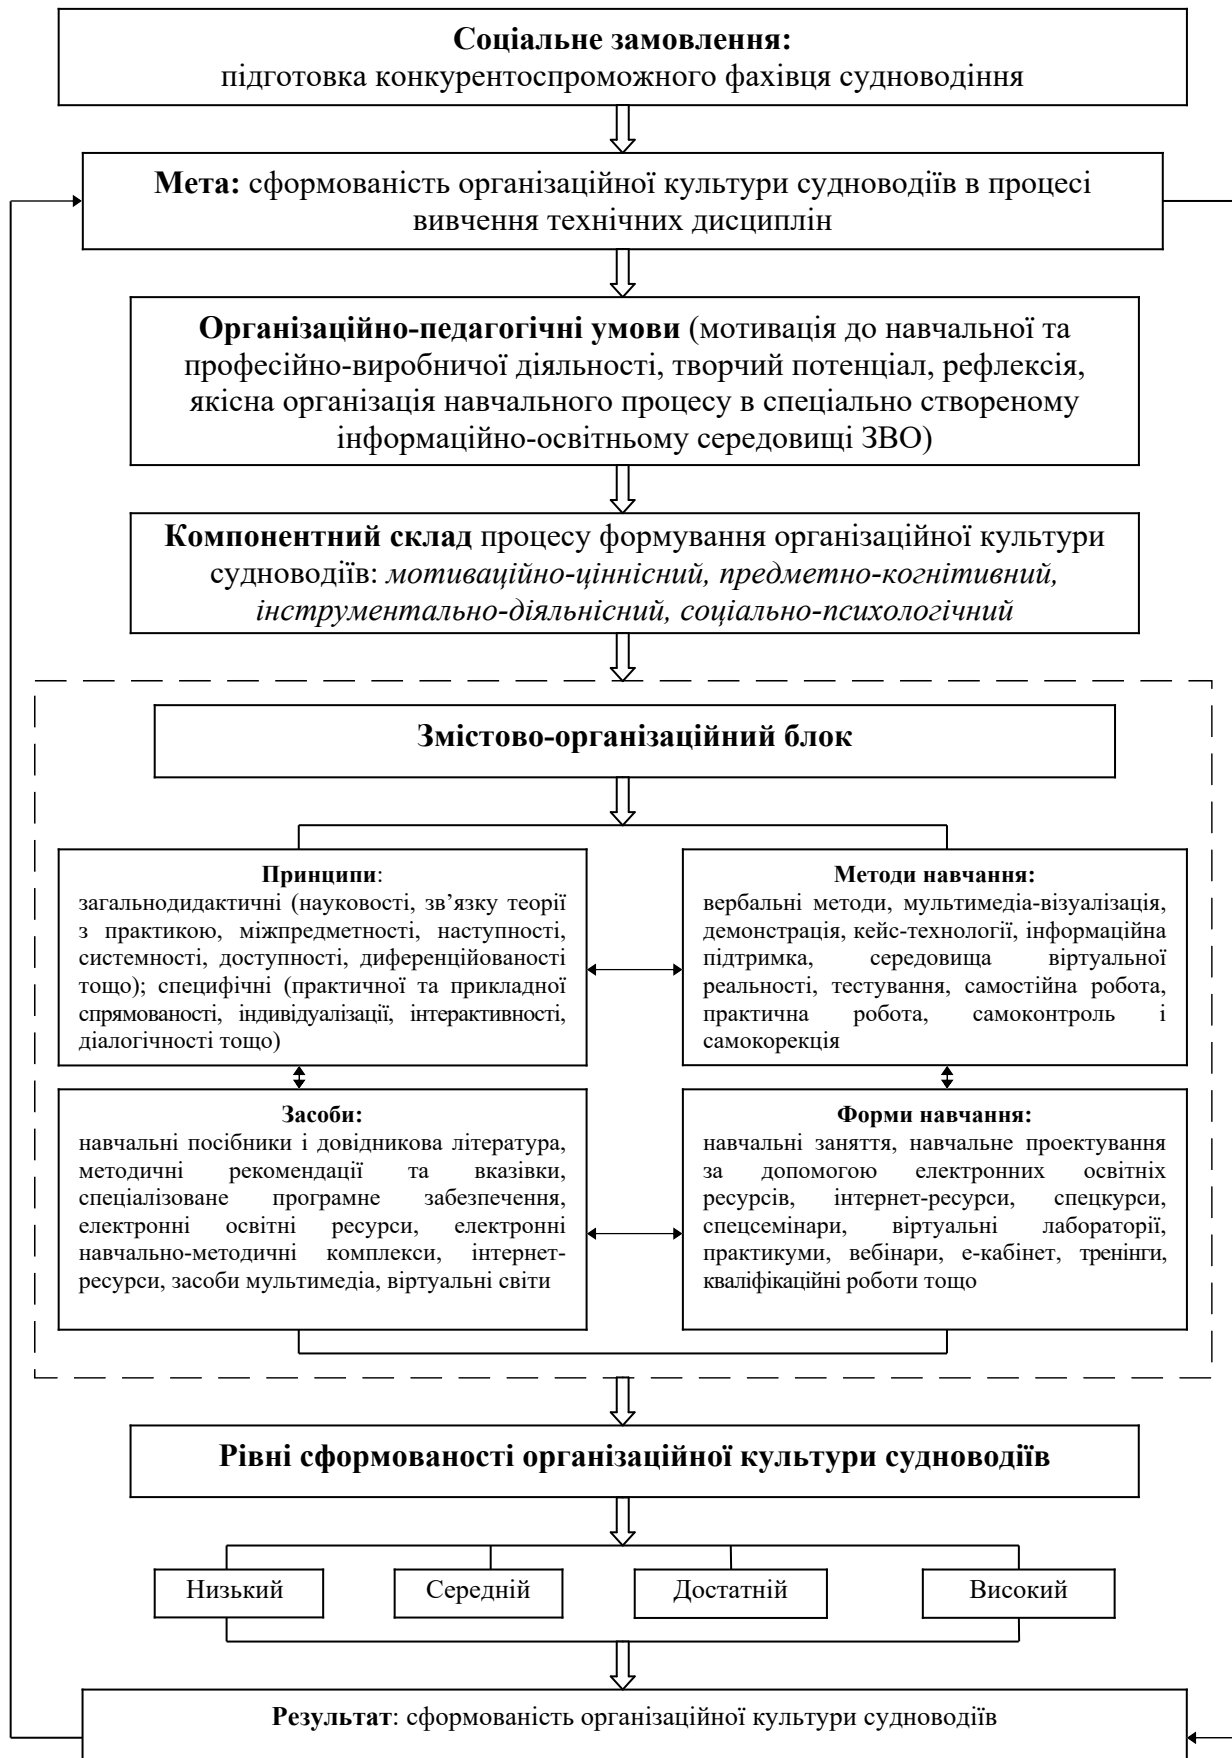 Соціальне замовлення:
підготовка конкурентоспроможного фахівця судноводіння
Мета: сформованість організаційної культури судноводіїв в процесі
вивчення технічних дисциплін
Організаційно-педагогічні умови (мотивація до навчальної та
професійно-виробничої діяльності, творчий потенціал, рефлексія,
якісна організація навчального процесу в спеціально створеному
інформаційно-освітньому середовищі ЗВО)
Компонентний склад процесу формування організаційної культури
судноводіїв: мотиваційно-ціннісний, предметно-когнітивний,
інструментально-діяльнісний, соціально-психологічний
Змістово-організаційний блок
Принципи:
загальнодидактичні (науковості, зв’язку теорії
з практикою, міжпредметності, наступності,
системності, доступності, диференційованості
тощо); специфічні (практичної та прикладної
спрямованості, індивідуалізації, інтерактивності,
діалогічності тощо)
Методи навчання:
вербальні методи, мультимедіа-візуалізація,
демонстрація, кейс-технології, інформаційна
підтримка, середовища віртуальної
реальності, тестування, самостійна робота,
практична робота, самоконтроль і
самокорекція
Засоби:
навчальні посібники і довідникова література,
методичні рекомендації та вказівки,
спеціалізоване програмне забезпечення,
електронні освітні ресурси, електронні
навчально-методичні комплекси, інтернет-
ресурси, засоби мультимедіа, віртуальні світи
Форми навчання:
навчальні заняття, навчальне проектування
за допомогою електронних освітніх
ресурсів, інтернет-ресурси, спецкурси,
спецсемінари, віртуальні лабораторії,
практикуми, вебінари, е-кабінет, тренінги,
кваліфікаційні роботи тощо
Рівні сформованості організаційної культури судноводіїв
Низький
Середній
Достатній
Високий
Результат: сформованість організаційної культури судноводіїв